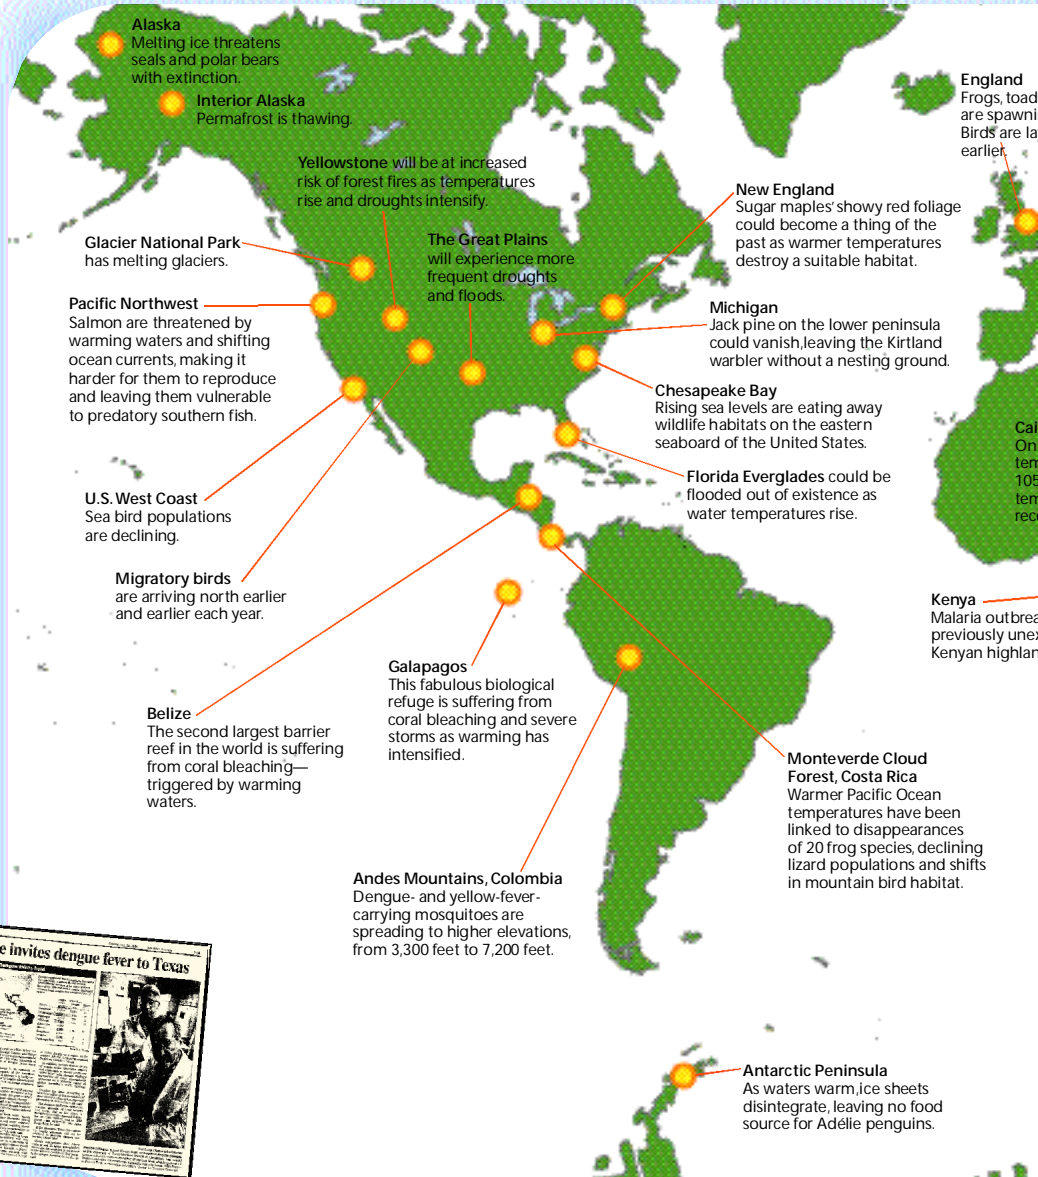 Alaska
Melting ice threatens
seals and polar bears
with extinction.
Interior Alaska
Permafrost is thawing.
Yellowstone will be at increased
risk of forest fires as temperatures
rise and droughts intensify.
Glacier National Park
has melting glaciers.
The Great Plains
will experience more
frequent droughts
and floods.
Pacific Northwest
Salmon are threatened by
warming waters and shifting
ocean currents, making it
harder for them to reproduce
and leaving them vulnerable
to predatory southern fish.
U.S. West Coast
Sea bird populations
are declining.
Migratory birds
are arriving north earlier
and earlier each year.
Belize
The second largest barrier
reef in the world is suffering
from coral bleaching—
triggered by warming
waters.
Galapagos
This fabulous biological
refuge is suffering from
coral bleaching and severe
storms as warming has
intensified.
Andes Mountains, Colombia
Dengue- and yellow-fever-
carrying mosquitoes are
spreading to higher elevations,
from 3,300 feet to 7,200 feet.
New England
Sugar maples' showy red foliage
could become a thing of the
past as warmer temperatures
destroy a suitable habitat.
Michigan
Jack pine on the lower peninsula
could vanish, leaving the Kirtland
warbler without a nesting ground.
Chesapeake Bay
Rising sea levels are eating away
wildlife habitats on the eastern
seaboard of the United States.
Florida Everglades could be
flooded out of existence as
water temperatures rise.
Monteverde Cloud
Forest, Costa Rica
Warmer Pacific Ocean
temperatures have been
linked to disappearances
of 20 frog species, declining
lizard populations and shifts
in mountain bird habitat.
Antarctic Peninsula
As waters warm, ice sheets
disintegrate, leaving no food
source for Adélie penguins.
England
Frogs, toad
are spawni
Birds are la
earlier.
Cai
On
tem
105
tem
reco
Kenya
Malaria outbrea
previously unex
Kenyan highlan
e invites dengue fever to Texas